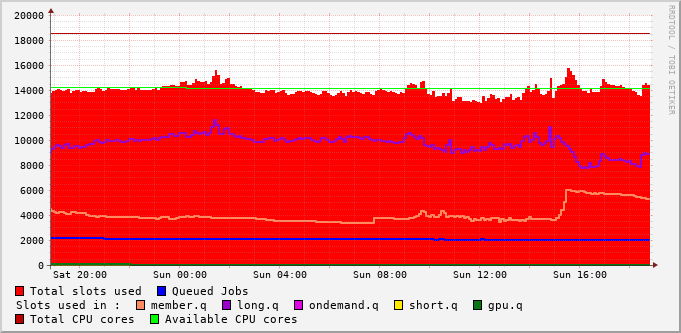 20000
18000
16000
14000
12000
10000
8000
6000
4000
2000
0
Sat 20:00 Sun 00:00 Sun 04:00 Sun 08:00 Sun 12:00 Sun 16:00
RRDTOOL / TOBI OETIKER
Total slots used Queued Jobs
Slots used in : member.q long.q ondemand.q short.q gpu.q
Total CPU cores Available CPU cores